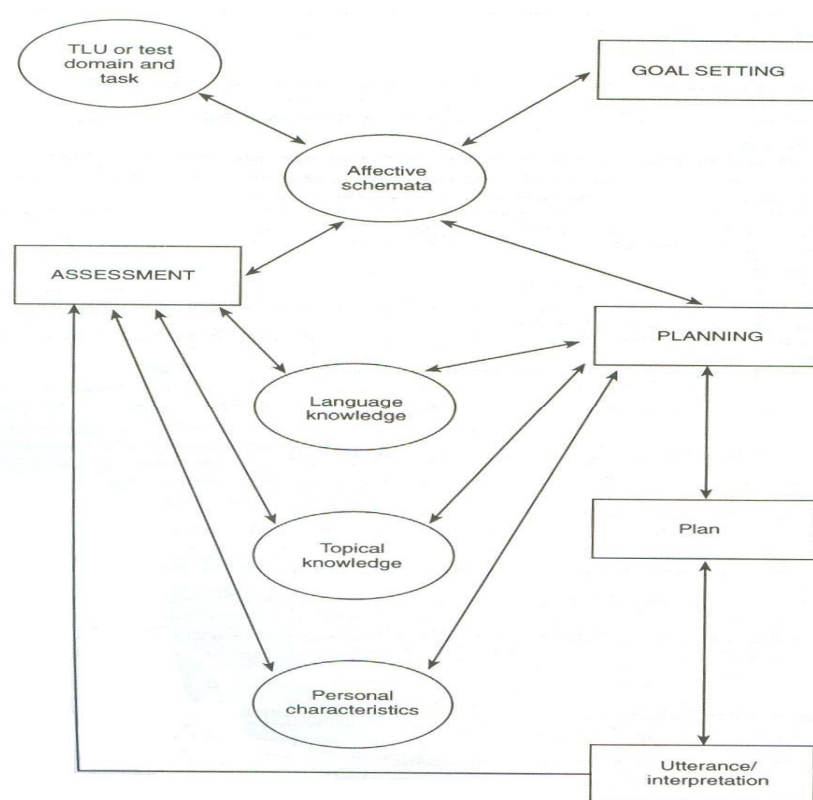 TLU or test
domain and
task
GOAL SETTING
Affective
schemata
ASSESSMENT
PLANNING
Language
knowledge
Topical
knowledge
Plan
Personal
characteristics
Utterance/
interpretation